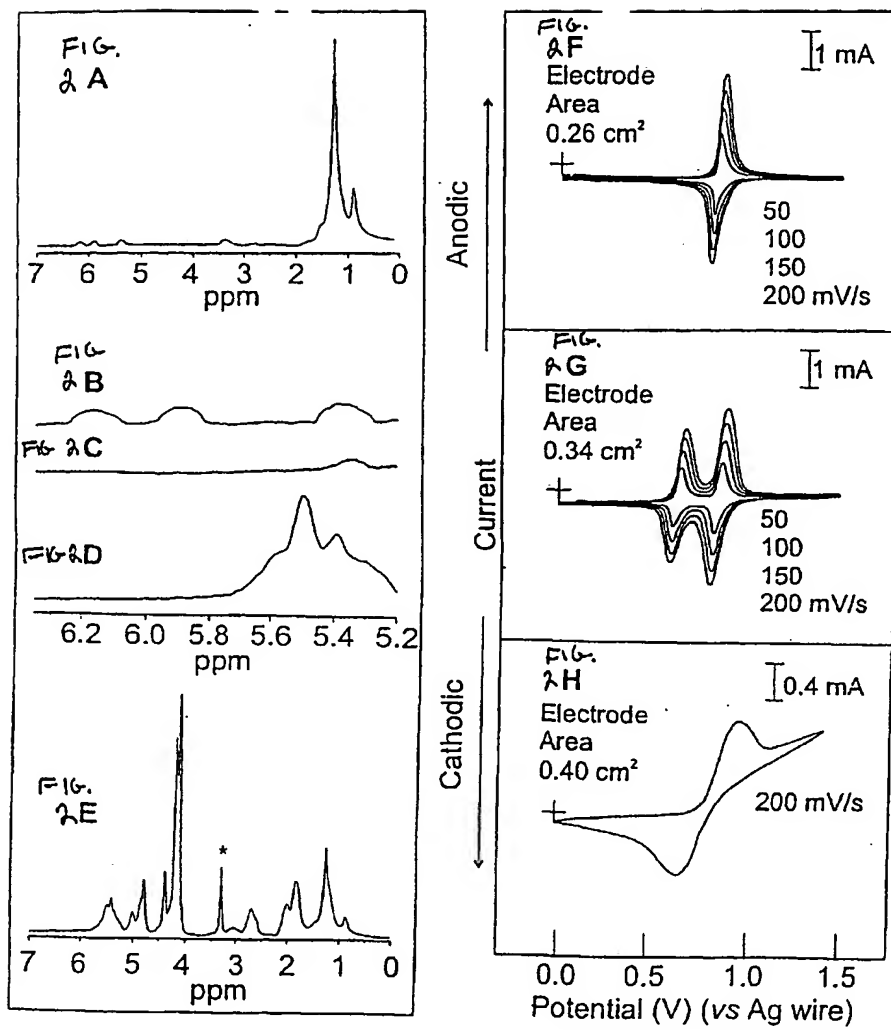 FIG.
2 A
7 6 5 4 3 2 1 0
ppm
FIG
2 B
FIG 2C
FIG 2D
6.2 6.0 5.8 5.6 5.4 5.2
ppm
FIG.
2E
*
7 6 5 4 3 2 1 0
ppm
Anodic
Current
Cathodic
FIG.
2F
Electrode
Area
0.26 cm²
1 mA
50
100
150
200 mV/s
FIG.
2G
Electrode
Area
0.34 cm²
1 mA
50
100
150
200 mV/s
FIG.
2H
Electrode
Area
0.40 cm²
0.4 mA
200 mV/s
0.0 0.5 1.0 1.5
Potential (V) (vs Ag wire)